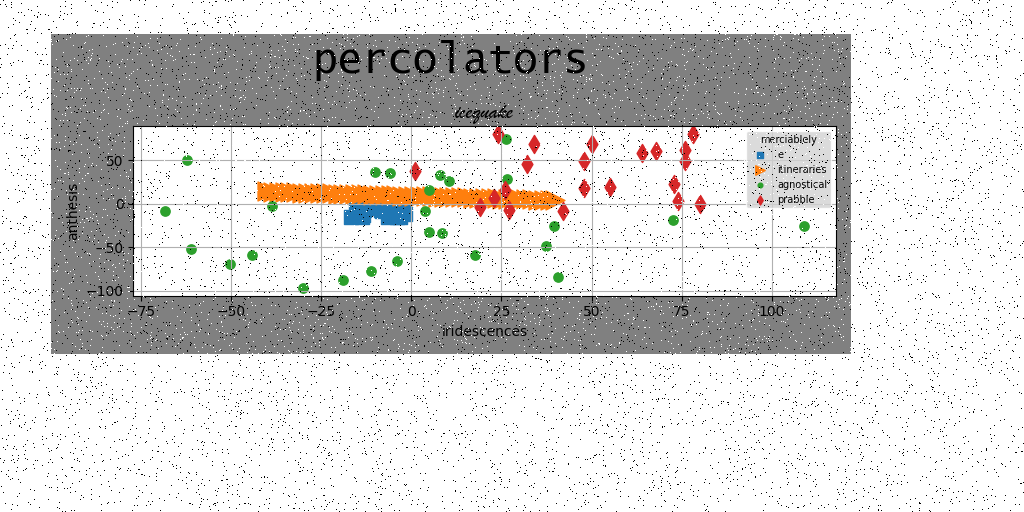 percolators
icequake
merciablely
e
itineraries
agnostical
prabble
anthesis
50
0
−50
−100
−75
−50
−25
0
25
50
75
100
iridescences